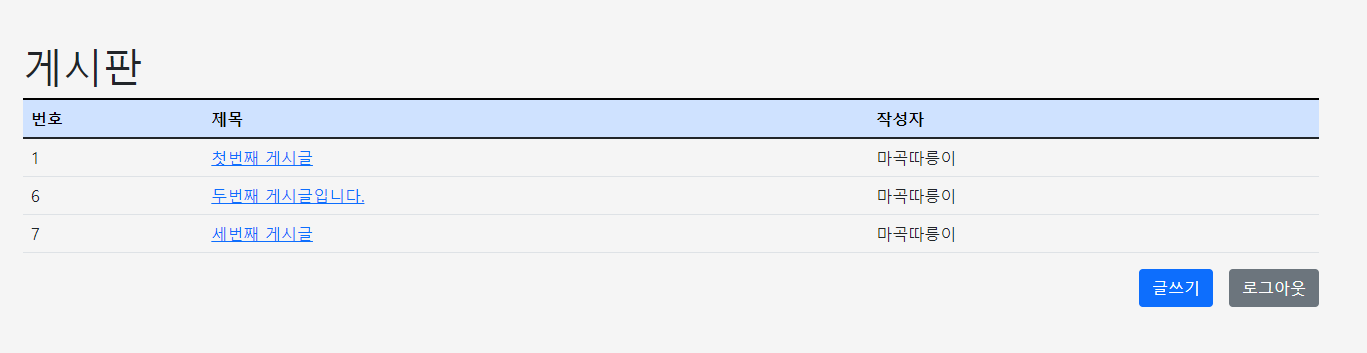 게시판
번호 제목 작성자
1 첫번째 게시글 마곡따릉이
6 두번째 게시글입니다. 마곡따릉이
7 세번째 게시글 마곡따릉이
글쓰기 로그아웃